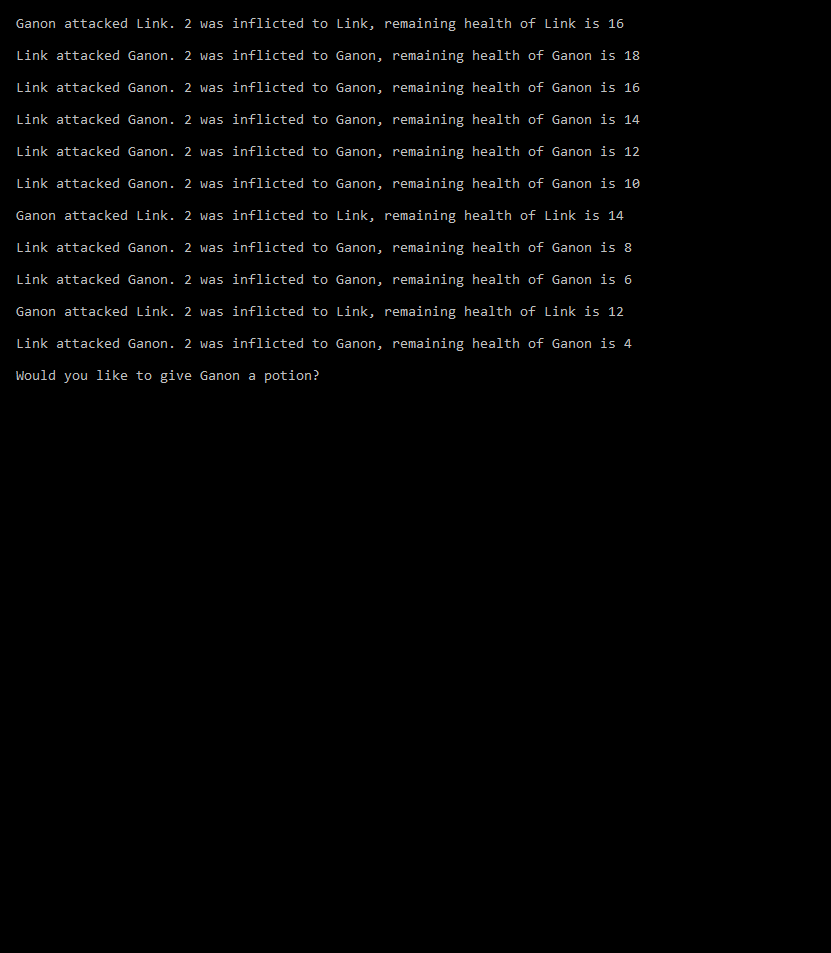 Ganon attacked Link. 2 was inflicted to Link, remaining health of Link is 16
Link attacked Ganon. 2 was inflicted to Ganon, remaining health of Ganon is 18
Link attacked Ganon. 2 was inflicted to Ganon, remaining health of Ganon is 16
Link attacked Ganon. 2 was inflicted to Ganon, remaining health of Ganon is 14
Link attacked Ganon. 2 was inflicted to Ganon, remaining health of Ganon is 12
Link attacked Ganon. 2 was inflicted to Ganon, remaining health of Ganon is 10
Ganon attacked Link. 2 was inflicted to Link, remaining health of Link is 14
Link attacked Ganon. 2 was inflicted to Ganon, remaining health of Ganon is 8
Link attacked Ganon. 2 was inflicted to Ganon, remaining health of Ganon is 6
Ganon attacked Link. 2 was inflicted to Link, remaining health of Link is 12
Link attacked Ganon. 2 was inflicted to Ganon, remaining health of Ganon is 4
Would you like to give Ganon a potion?